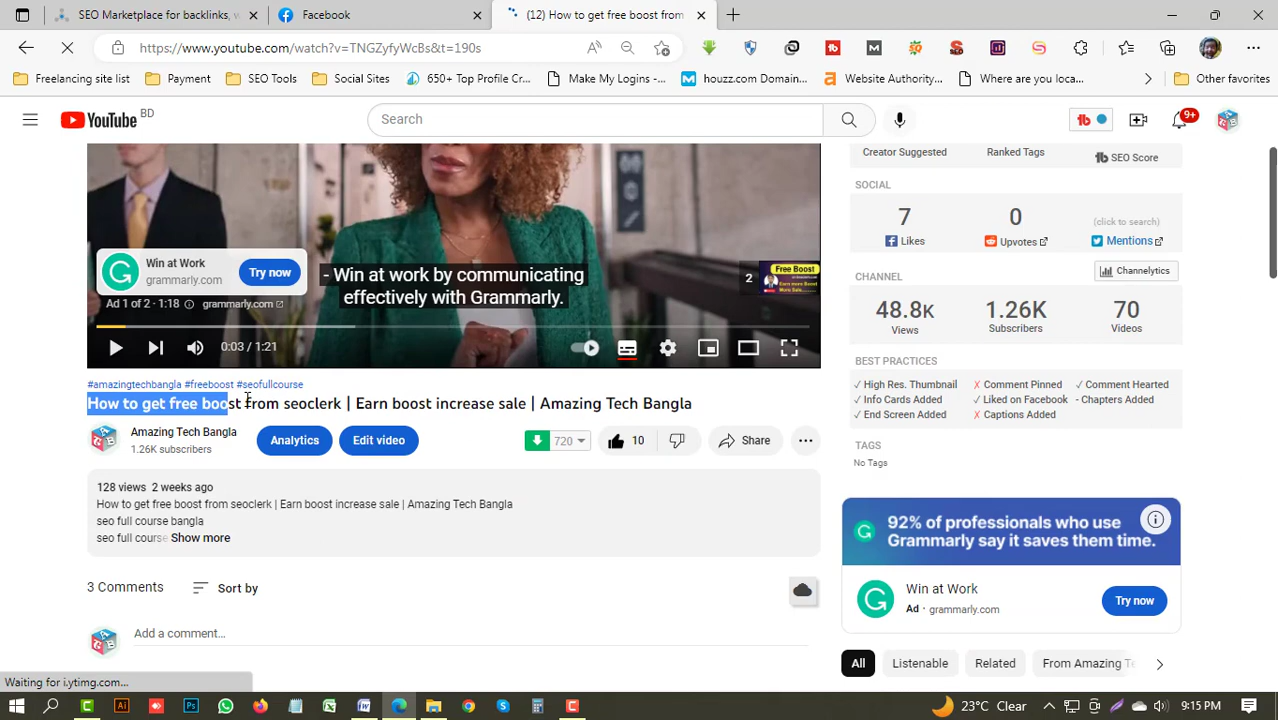 SEO Marketplace for backlinks, w
Facebook
(12) How to get free boost from
https://www.youtube.com/watch?v=TNGZyfyWcBs&t=190s
Freelancing site list
Payment
SEO Tools
Social Sites
650+ Top Profile Cr...
Make My Logins -...
houzz.com Domain...
Website Authority...
Where are you loca...
Other favorites
YouTube BD
Search
9+
Creator Suggested
Ranked Tags
SEO Score
SOCIAL
7
0
(click to search)
Likes
Upvotes
Mentions
CHANNEL
Channelytics
48.8K
1.26K
70
Views
Subscribers
Videos
BEST PRACTICES
✓ High Res. Thumbnail
✗ Comment Pinned
✓ Comment Hearted
✓ Info Cards Added
✓ Liked on Facebook
- Chapters Added
✓ End Screen Added
✗ Captions Added
TAGS
No Tags
Win at Work
grammarly.com
Try now
- Win at work by communicating
effectively with Grammarly.
2
Free Boost
Ad 1 of 2 · 1:18
grammarly.com
0:03 / 1:21
#amazingtechbangla #freeboost #seofullcourse
How to get free boost from seoclerk | Earn boost increase sale | Amazing Tech Bangla
Amazing Tech Bangla
1.26K subscribers
Analytics
Edit video
720
10
Share
128 views 2 weeks ago
How to get free boost from seoclerk | Earn boost increase sale | Amazing Tech Bangla
seo full course bangla
seo full course Show more
3 Comments
Sort by
Add a comment...
92% of professionals who use
Grammarly say it saves them time.
Win at Work
Ad · grammarly.com
Try now
All
Listenable
Related
From Amazing Te
Waiting for i.ytimg.com...
23°C Clear
9:15 PM